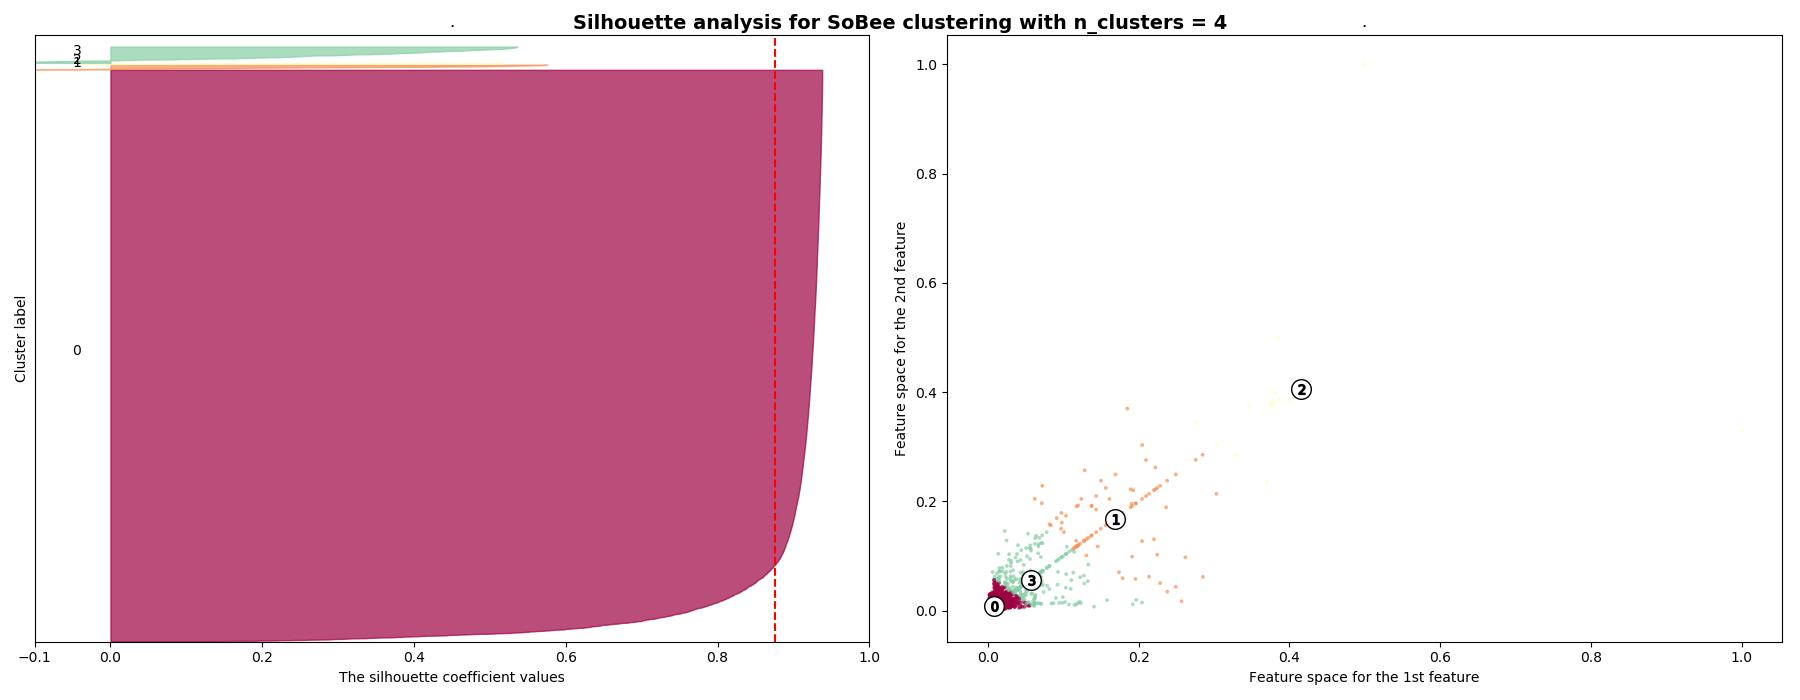 Silhouette analysis for SoBee clustering with n_clusters = 4
. .
3
2
1
0
Cluster label
−0.1 0.0 0.2 0.4 0.6 0.8 1.0
The silhouette coefficient values
1.0
0.8
0.6
0.4
0.2
0.0
Feature space for the 2nd feature
2
1
3
0
0.0 0.2 0.4 0.6 0.8 1.0
Feature space for the 1st feature